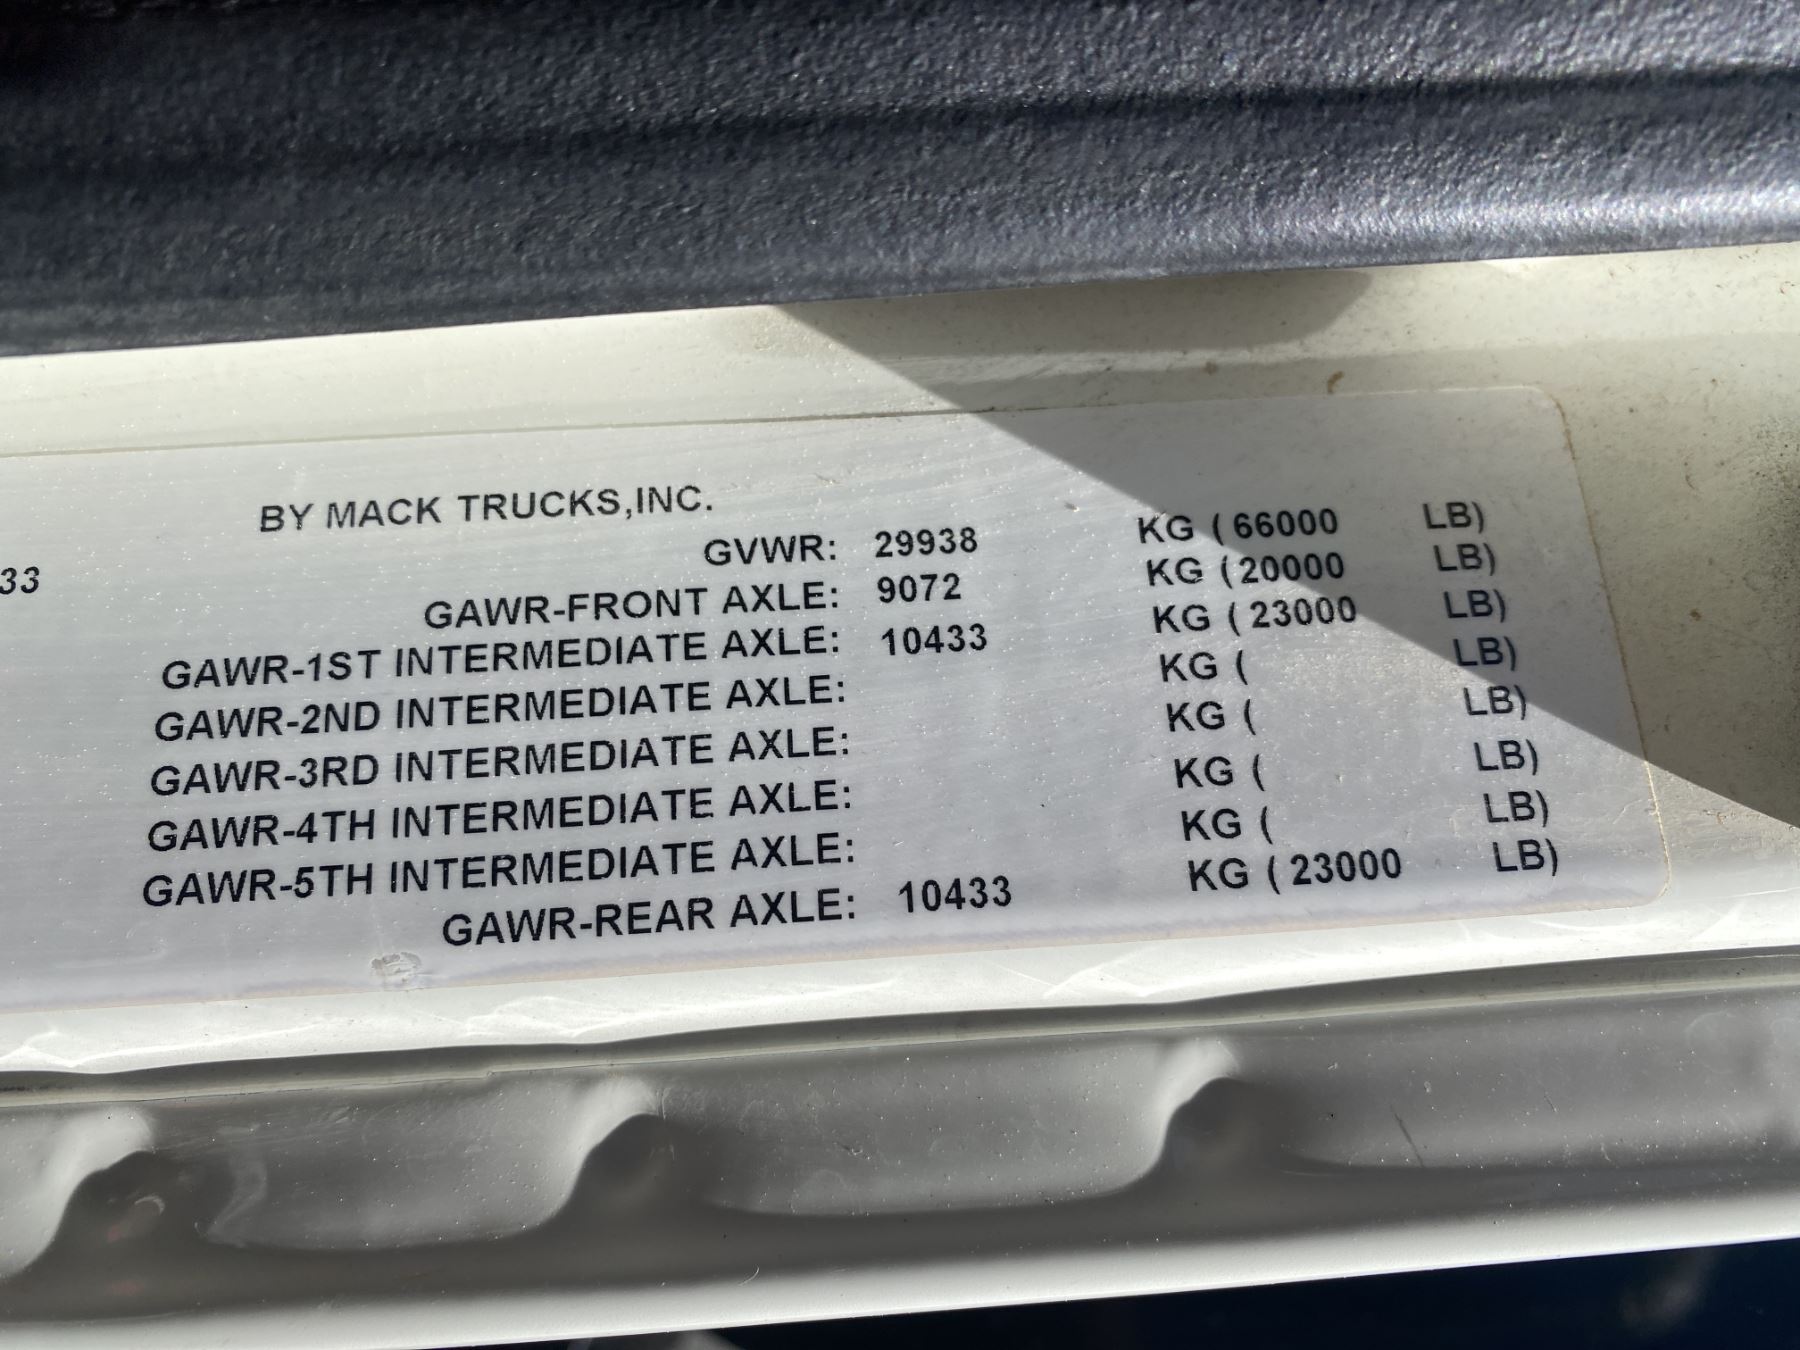 BY MACK TRUCKS,INC.
33
GVWR: 29938 KG (66000 LB)
GAWR-FRONT AXLE: 9072 KG (20000 LB)
GAWR-1ST INTERMEDIATE AXLE: 10433 KG (23000 LB)
GAWR-2ND INTERMEDIATE AXLE: KG ( LB)
GAWR-3RD INTERMEDIATE AXLE: KG ( LB)
GAWR-4TH INTERMEDIATE AXLE: KG ( LB)
GAWR-5TH INTERMEDIATE AXLE: KG ( LB)
GAWR-REAR AXLE: 10433 KG (23000 LB)